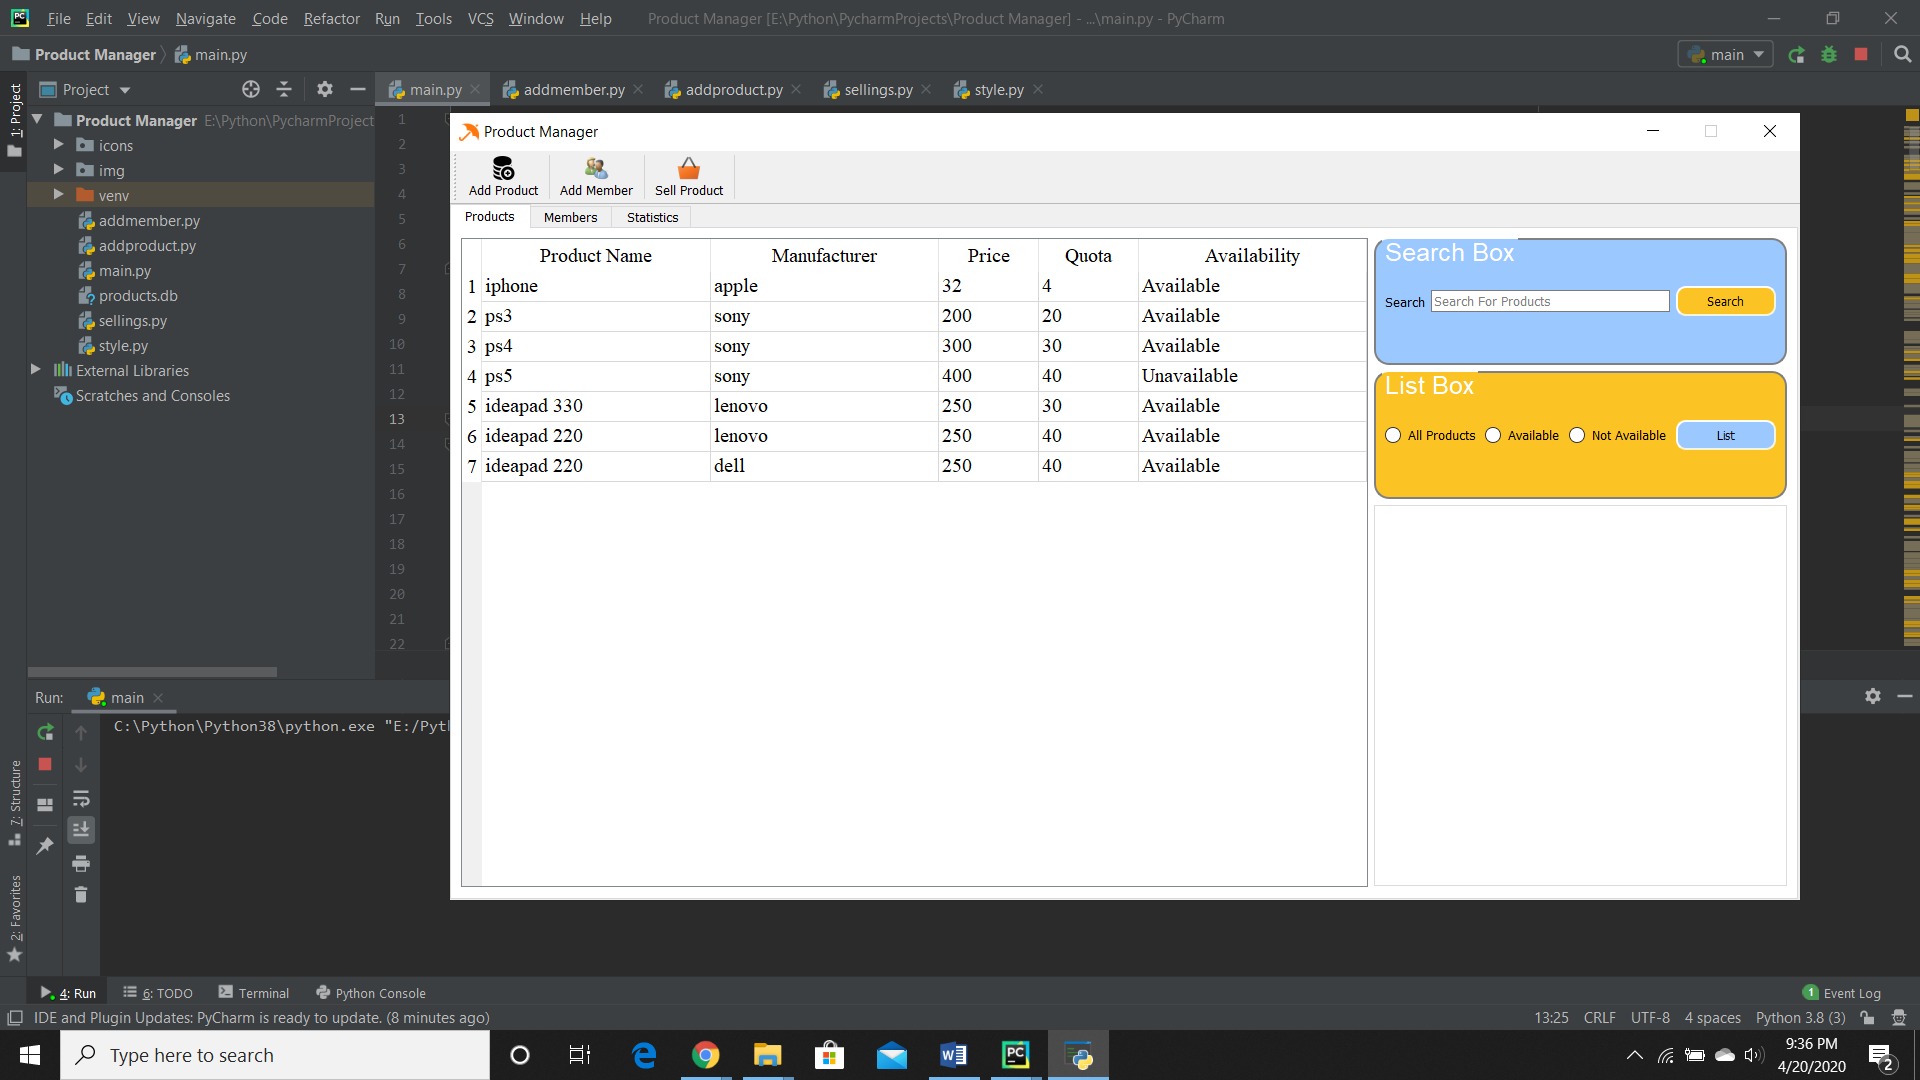 File Edit View Navigate Code Refactor Run Tools VCS Window Help Product Manager [E:\Python\PycharmProjects\Product Manager] - ...\main.py - PyCharm
Product Manager main.py main
1: Project
Project main.py addmember.py addproduct.py sellings.py style.py
Product Manager E:\Python\PycharmProject
icons
img
venv
addmember.py
addproduct.py
main.py
products.db
sellings.py
style.py
External Libraries
Scratches and Consoles
1
2
3
4
5
6
7
8
9
10
11
12
13
14
15
16
17
18
19
20
21
22
Product Manager
Add Product Add Member Sell Product
Products Members Statistics
Product Name Manufacturer Price Quota Availability
1 iphone apple 32 4 Available
2 ps3 sony 200 20 Available
3 ps4 sony 300 30 Available
4 ps5 sony 400 40 Unavailable
5 ideapad 330 lenovo 250 30 Available
6 ideapad 220 lenovo 250 40 Available
7 ideapad 220 dell 250 40 Available
Search Box
Search Search For Products Search
List Box
All Products Available Not Available List
Run: main
C:\Python\Python38\python.exe "E:/Pyt
7: Structure
2: Favorites
4: Run 6: TODO Terminal Python Console 1 Event Log
IDE and Plugin Updates: PyCharm is ready to update. (8 minutes ago) 13:25 CRLF UTF-8 4 spaces Python 3.8 (3)
Type here to search
9:36 PM
4/20/2020
2